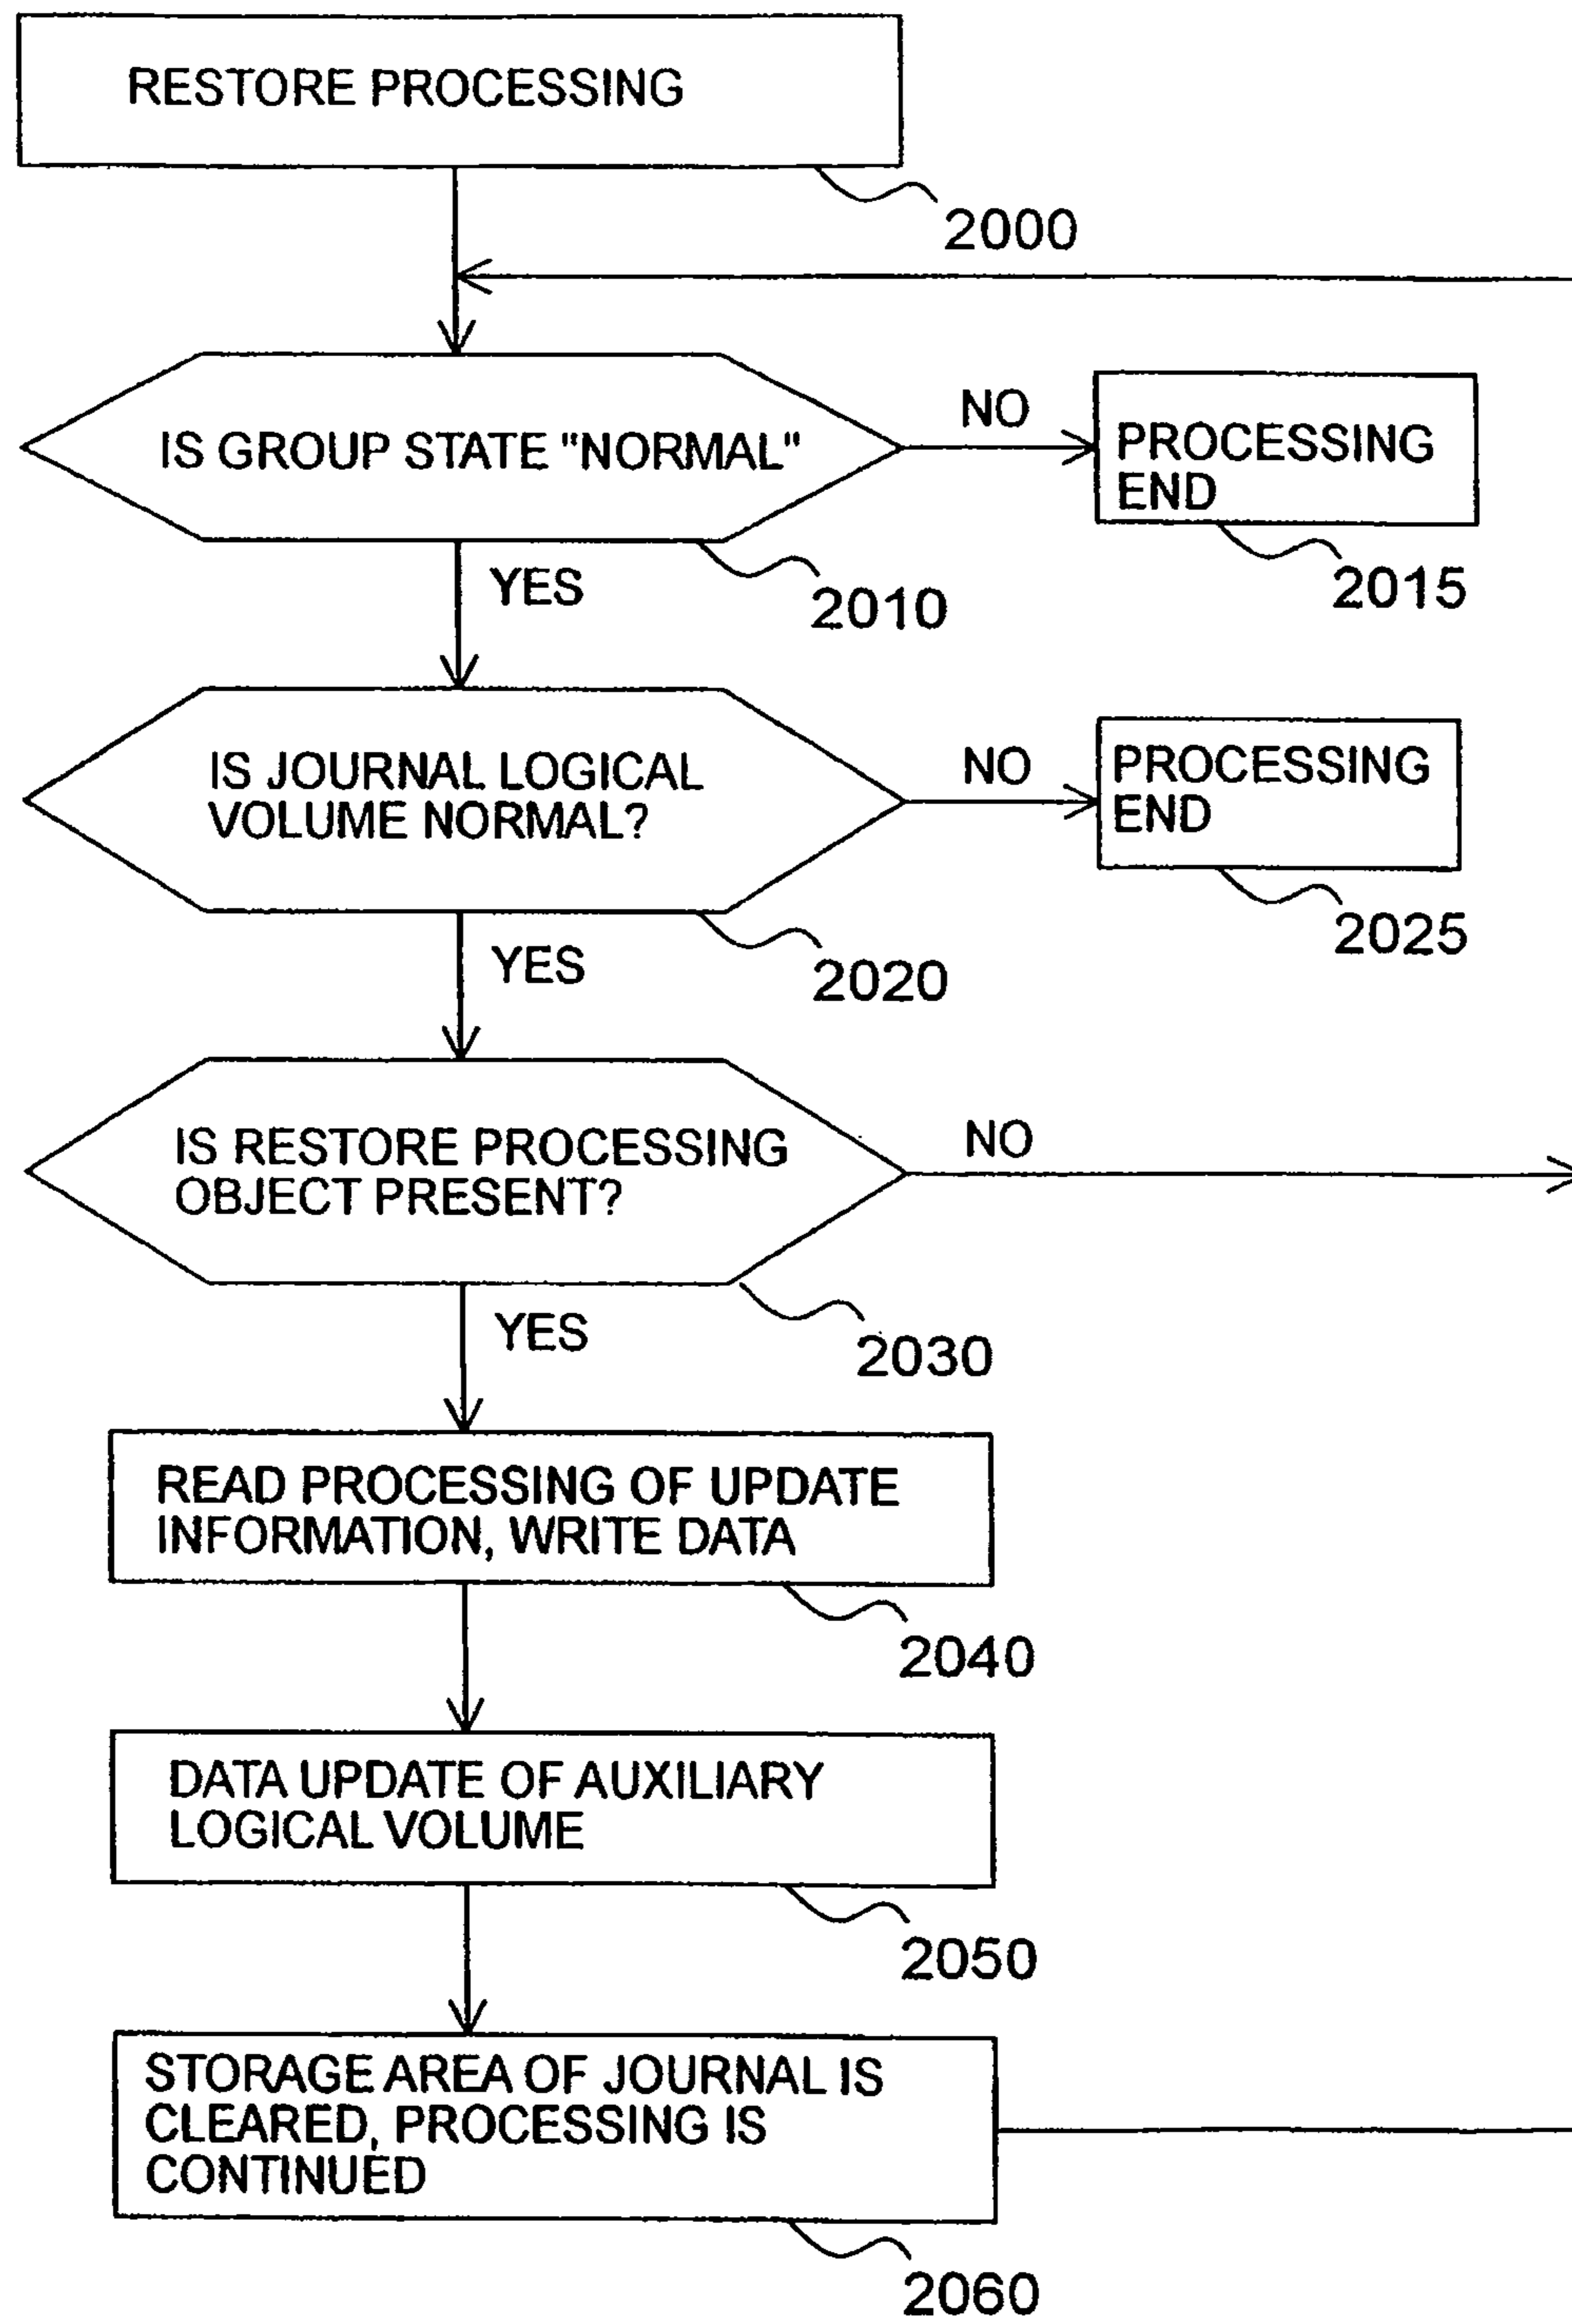 RESTORE PROCESSING
2000
IS GROUP STATE "NORMAL"
NO
PROCESSING
END
2015
YES
2010
IS JOURNAL LOGICAL
VOLUME NORMAL?
NO
PROCESSING
END
2025
YES
2020
IS RESTORE PROCESSING
OBJECT PRESENT?
NO
YES
2030
READ PROCESSING OF UPDATE
INFORMATION, WRITE DATA
2040
DATA UPDATE OF AUXILIARY
LOGICAL VOLUME
2050
STORAGE AREA OF JOURNAL IS
CLEARED, PROCESSING IS
CONTINUED
2060